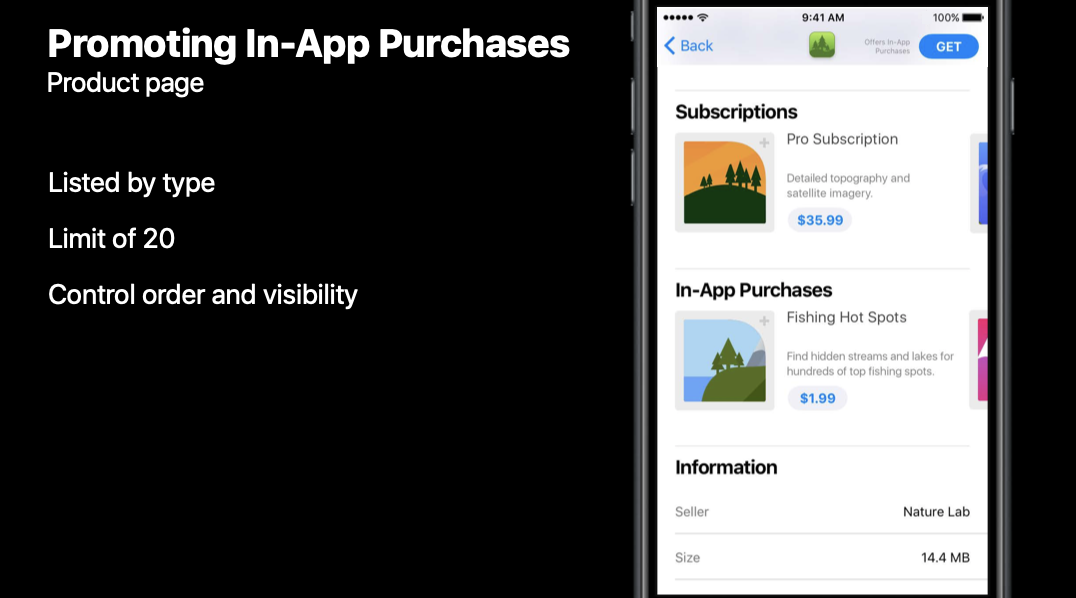 Promoting In-App Purchases
Product page
Listed by type
Limit of 20
Control order and visibility
9:41 AM
100%
Back
Offers In-App
Purchases
GET
Subscriptions
Pro Subscription
Detailed topography and
satellite imagery.
$35.99
In-App Purchases
Fishing Hot Spots
Find hidden streams and lakes for
hundreds of top fishing spots.
$1.99
Information
Seller
Nature Lab
Size
14.4 MB